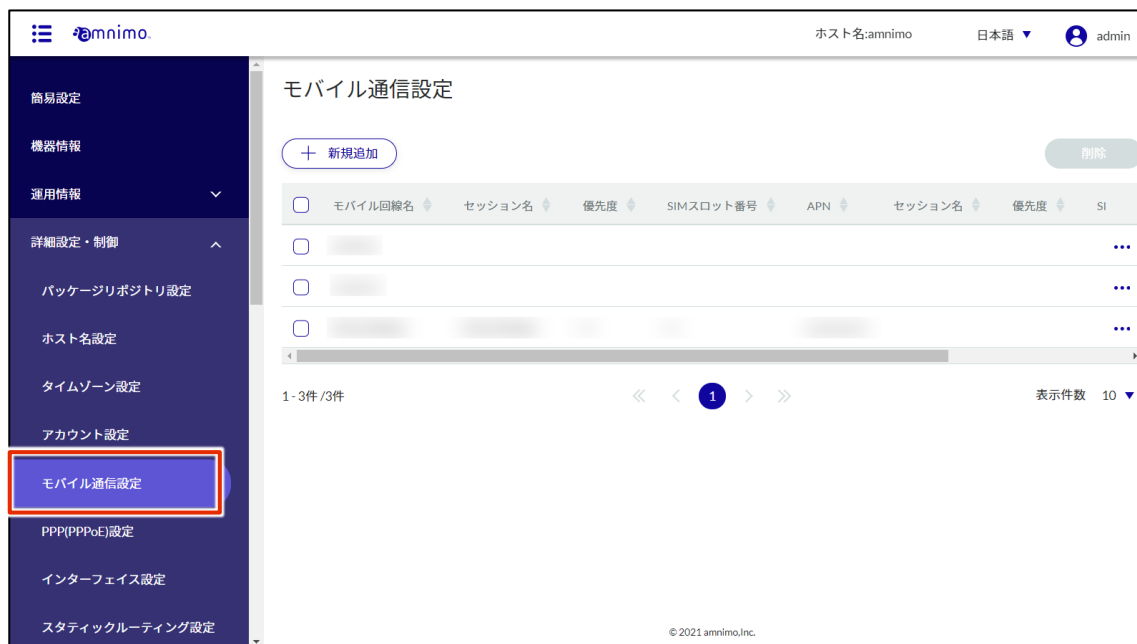 amnimo.
ホスト名:amnimo
日本語 ▼
admin
簡易設定
機器情報
運用情報
詳細設定・制御
パッケージリポジトリ設定
ホスト名設定
タイムゾーン設定
アカウント設定
モバイル通信設定
PPP(PPPoE)設定
インターフェイス設定
スタティックルーティング設定
モバイル通信設定
＋ 新規追加
削除
モバイル回線名 セッション名 優先度 SIMスロット番号 APN セッション名 優先度 SI
1 - 3件 /3件
1
表示件数 10 ▼
© 2021 amnimo,Inc.